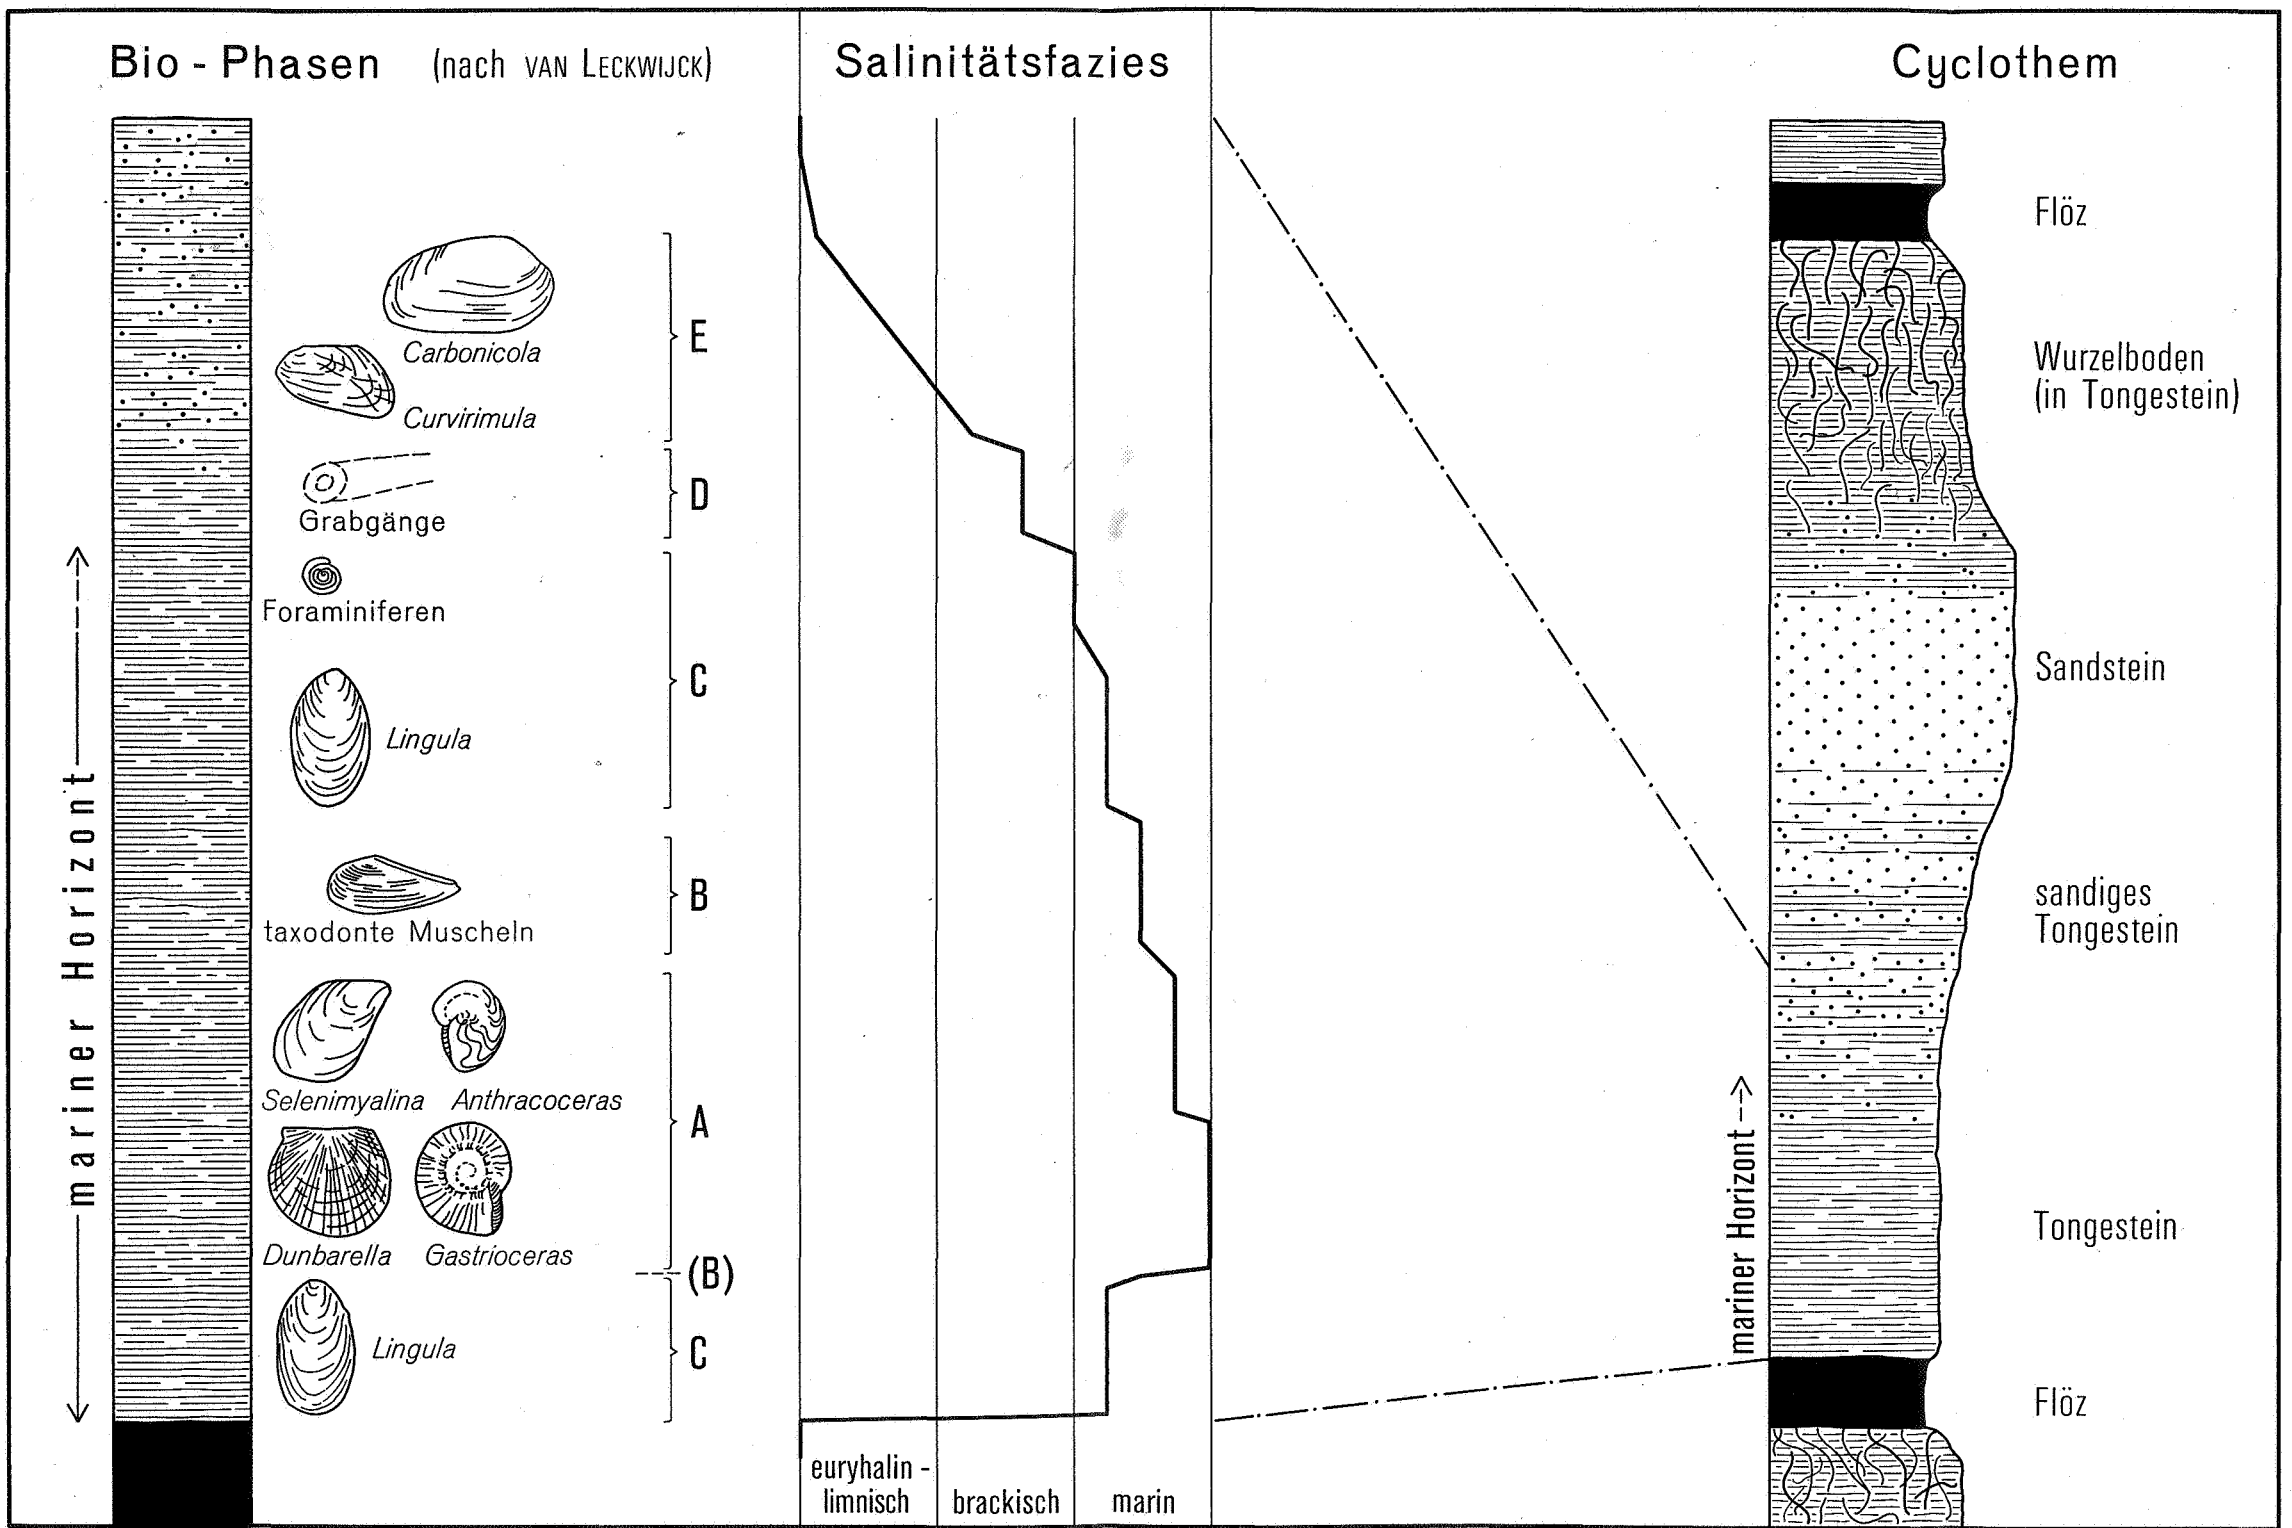 Bio - Phasen (nach VAN LECKWIJCK)
Salinitätsfazies
Cyclothem
Carbonicola
Curvirimula
E
Grabgänge
D
Foraminiferen
Lingula
C
taxodonte Muscheln
B
Selenimyalina Anthracoceras
A
Dunbarella Gastrioceras
(B)
Lingula
C
mariner Horizont
euryhalin -
limnisch
brackisch
marin
mariner Horizont
Flöz
Wurzelboden
(in Tongestein)
Sandstein
sandiges
Tongestein
Tongestein
Flöz